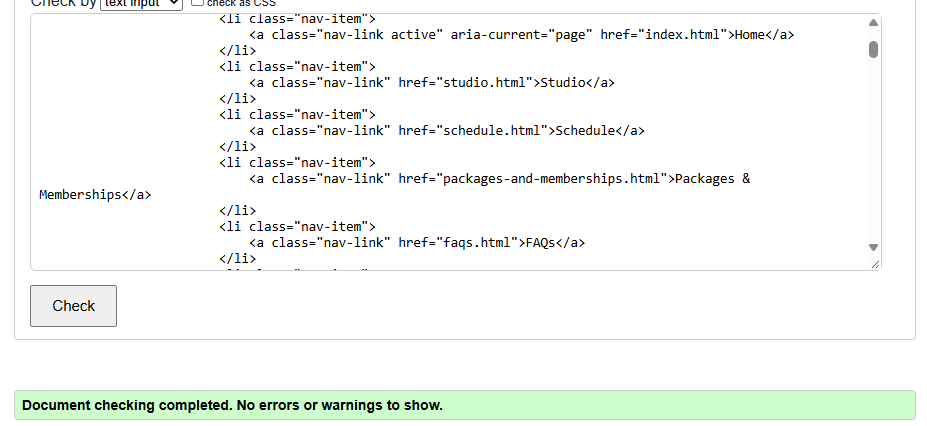 Check by text input check as CSS
<li class="nav-item">
<a class="nav-link active" aria-current="page" href="index.html">Home</a>
</li>
<li class="nav-item">
<a class="nav-link" href="studio.html">Studio</a>
</li>
<li class="nav-item">
<a class="nav-link" href="schedule.html">Schedule</a>
</li>
<li class="nav-item">
<a class="nav-link" href="packages-and-memberships.html">Packages &
Memberships</a>
</li>
<li class="nav-item">
<a class="nav-link" href="faqs.html">FAQs</a>
</li>
Check
Document checking completed. No errors or warnings to show.